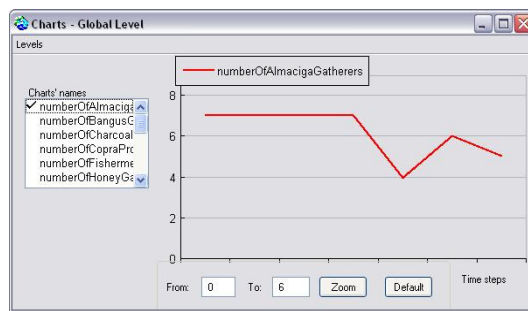 Charts - Global Level
Levels
numberOfAlmacigaGatherers
Charts' names
numberOfAlmaciga
numberOfBangusG
numberOfCharcoal
numberOfCopraPro
numberOfFisherme
numberOfHoneyGa
8
6
4
2
0
From: 0 To: 6 Zoom Default
Time steps